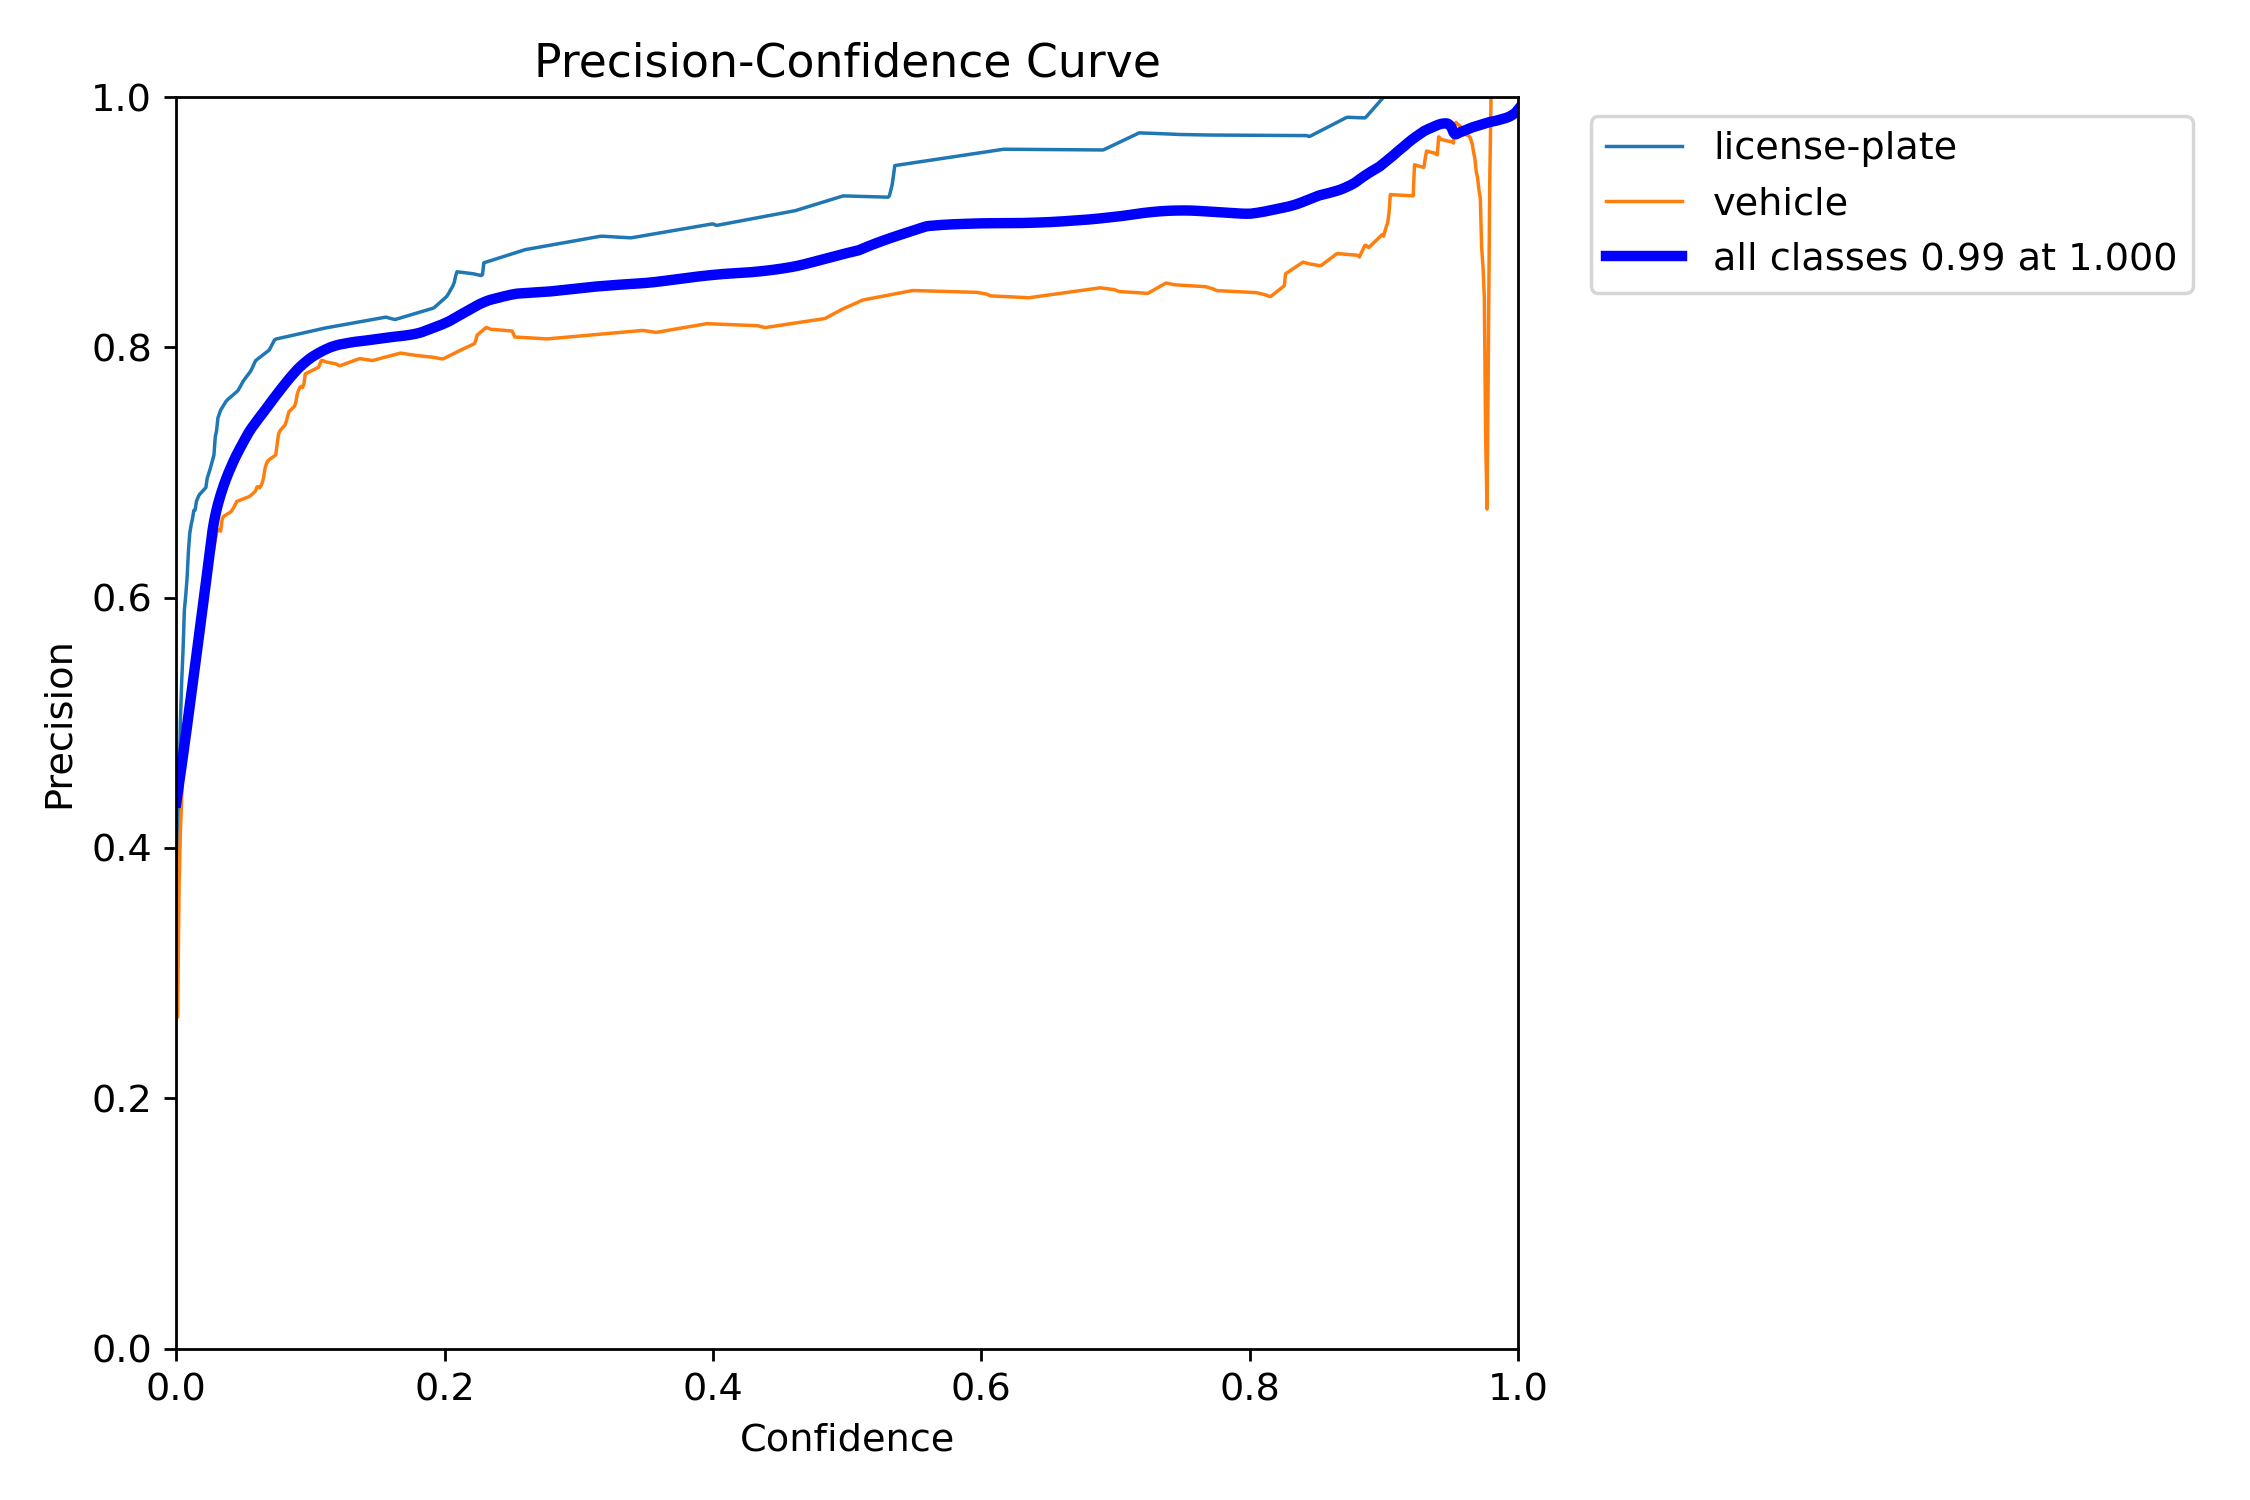 Precision-Confidence Curve
license-plate
vehicle
all classes 0.99 at 1.000
Precision
1.0
0.8
0.6
0.4
0.2
0.0
0.0 0.2 0.4 0.6 0.8 1.0
Confidence